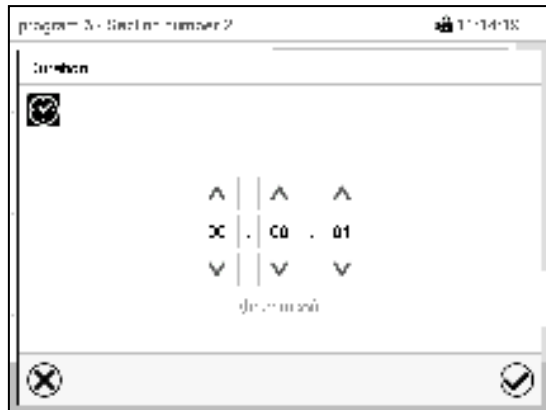 program 3 - Section number 2 11:14:18
Duration
00 . 00 . 01